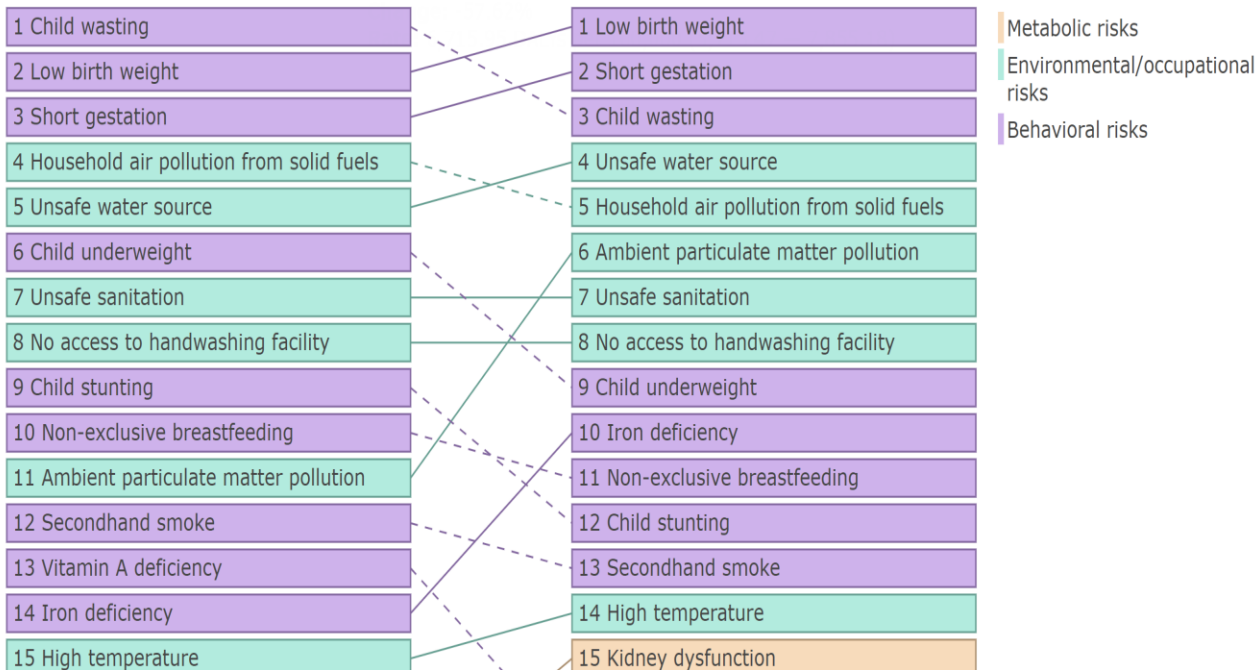 1 Child wasting
2 Low birth weight
3 Short gestation
4 Household air pollution from solid fuels
5 Unsafe water source
6 Child underweight
7 Unsafe sanitation
8 No access to handwashing facility
9 Child stunting
10 Non-exclusive breastfeeding
11 Ambient particulate matter pollution
12 Secondhand smoke
13 Vitamin A deficiency
14 Iron deficiency
15 High temperature
1 Low birth weight
2 Short gestation
3 Child wasting
4 Unsafe water source
5 Household air pollution from solid fuels
6 Ambient particulate matter pollution
7 Unsafe sanitation
8 No access to handwashing facility
9 Child underweight
10 Iron deficiency
11 Non-exclusive breastfeeding
12 Child stunting
13 Secondhand smoke
14 High temperature
15 Kidney dysfunction
Metabolic risks
Environmental/occupational
risks
Behavioral risks